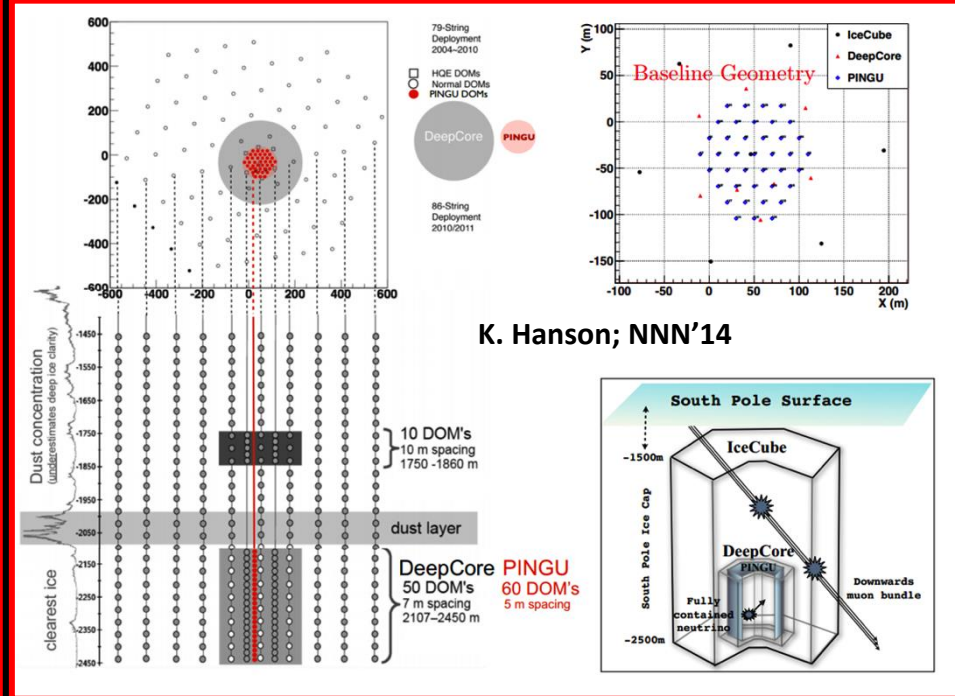 600
400
200
0
-200
-400
-600
-600 -400 -200 0 200 400 600
79-String
Deployment
2004–2010
HQE DOMs
Normal DOMs
PINGU DOMs
DeepCore
PINGU
86-String
Deployment
2010/2011
Y (m)
100
50
0
-50
-100
-150
-100 -50 0 50 100 150 200
X (m)
Baseline Geometry
IceCube
DeepCore
PINGU
K. Hanson; NNN'14
Dust concentration
(underestimates deep ice clarity)
clearest ice
-1450
-1550
-1650
-1750
-1850
-1950
-2050
-2150
-2250
-2350
-2450
10 DOM's
10 m spacing
1750 -1860 m
dust layer
DeepCore
50 DOM's
7 m spacing
2107–2450 m
PINGU
60 DOM's
5 m spacing
South Pole Surface
-1500m
IceCube
South Pole Ice Cap
DeepCore
PINGU
Fully
contained
neutrino
Downwards
muon bundle
-2500m